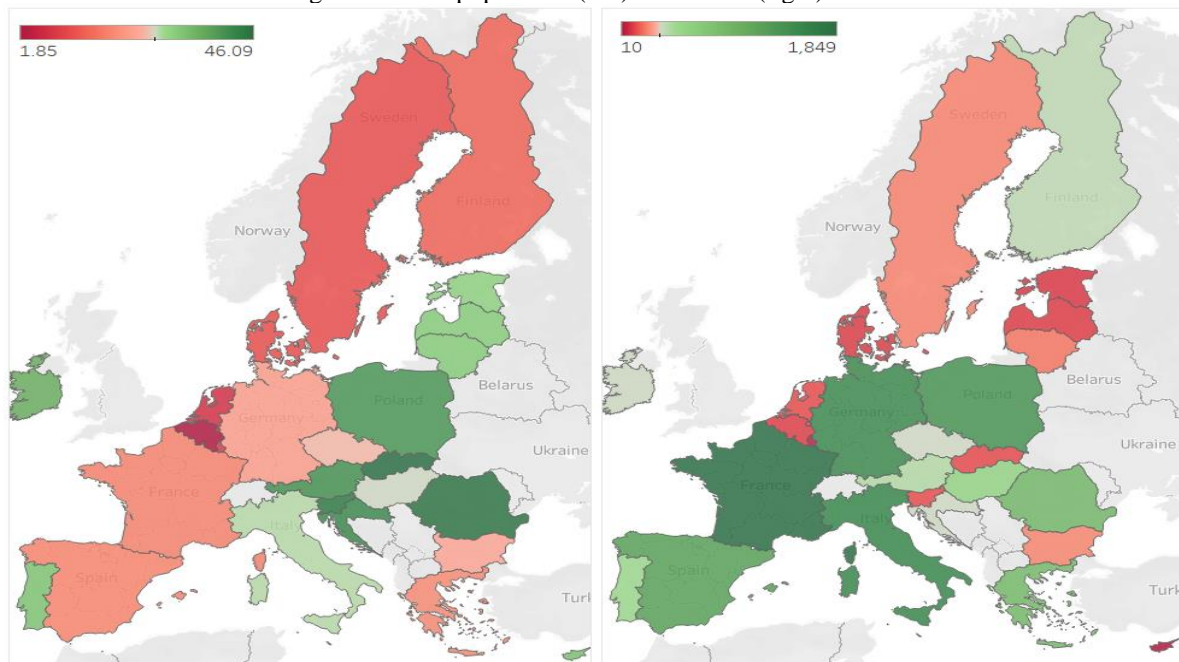 population
1.85 46.09
Sweden
Finland
Norway
Belarus
Poland
Germany
Ukraine
France
Italy
Spain
Turk
10 1,849
Sweden
Finland
Norway
Belarus
Poland
Germany
Ukraine
France
Italy
Spain
Turk